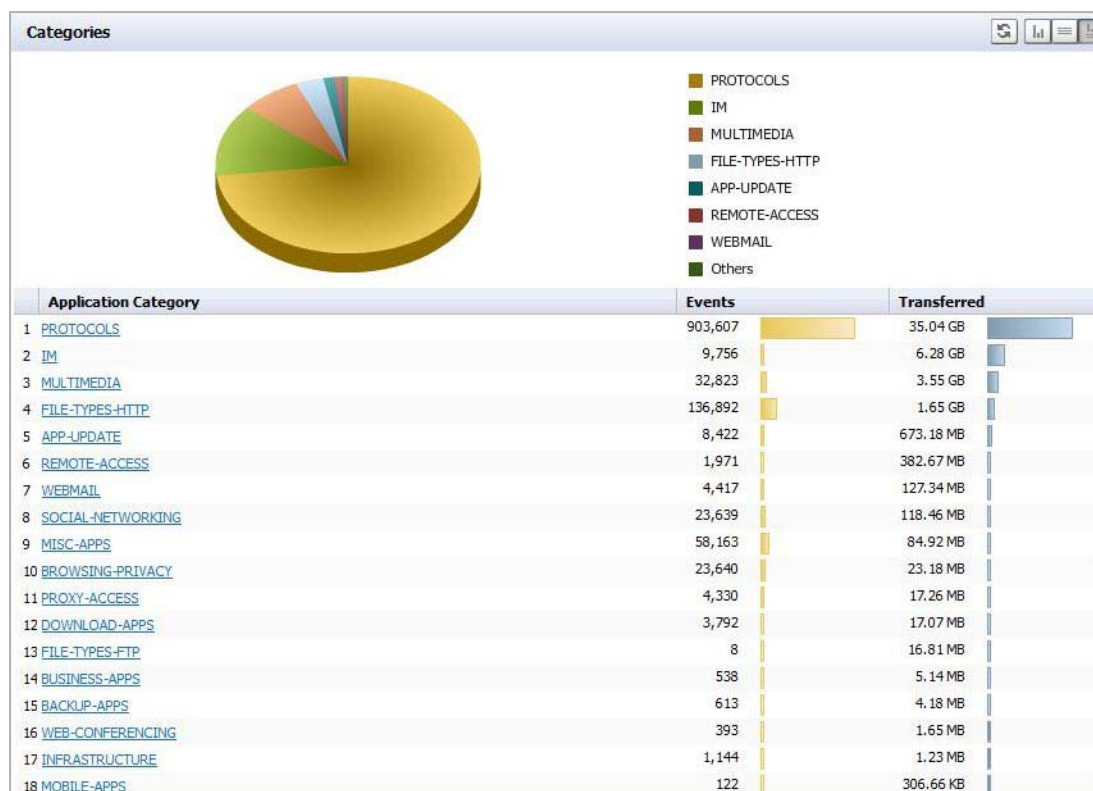 Categories
PROTOCOLS
IM
MULTIMEDIA
FILE-TYPES-HTTP
APP-UPDATE
REMOTE-ACCESS
WEBMAIL
Others
Application Category Events Transferred
1 PROTOCOLS 903,607 35.04 GB
2 IM 9,756 6.28 GB
3 MULTIMEDIA 32,823 3.55 GB
4 FILE-TYPES-HTTP 136,892 1.65 GB
5 APP-UPDATE 8,422 673.18 MB
6 REMOTE-ACCESS 1,971 382.67 MB
7 WEBMAIL 4,417 127.34 MB
8 SOCIAL-NETWORKING 23,639 118.46 MB
9 MISC-APPS 58,163 84.92 MB
10 BROWSING-PRIVACY 23,640 23.18 MB
11 PROXY-ACCESS 4,330 17.26 MB
12 DOWNLOAD-APPS 3,792 17.07 MB
13 FILE-TYPES-FTP 8 16.81 MB
14 BUSINESS-APPS 538 5.14 MB
15 BACKUP-APPS 613 4.18 MB
16 WEB-CONFERENCING 393 1.65 MB
17 INFRASTRUCTURE 1,144 1.23 MB
18 MOBILE-APPS 122 306.66 KB